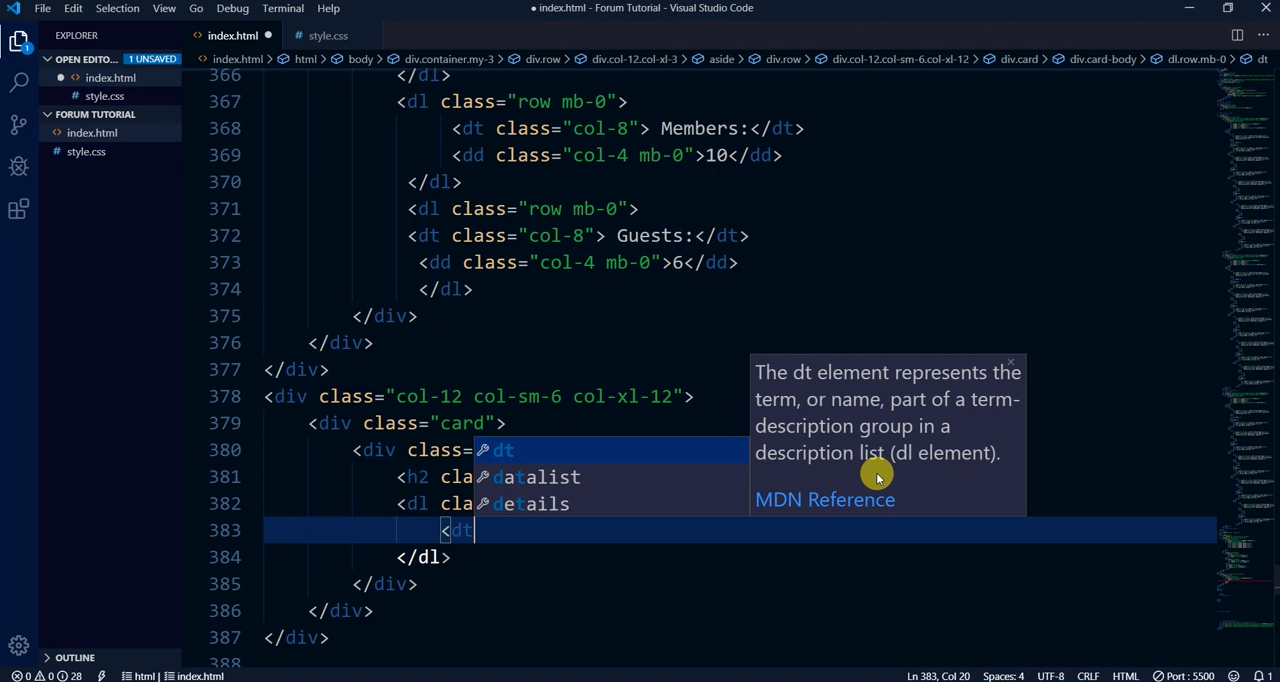 File Edit Selection View Go Debug Terminal Help
● index.html - Forum Tutorial - Visual Studio Code
EXPLORER
index.html ●
# style.css
OPEN EDITO... 1 UNSAVED
index.html > html > body > div.container.my-3 > div.row > div.col-12.col-xl-3 > aside > div.row > div.col-12.col-sm-6.col-xl-12 > div.card > div.card-body > dl.row.mb-0 > dt
● index.html
# style.css
FORUM TUTORIAL
index.html
# style.css
1
366 </dl>
367 <dl class="row mb-0">
368 <dt class="col-8"> Members:</dt>
369 <dd class="col-4 mb-0">10</dd>
370 </dl>
371 <dl class="row mb-0">
372 <dt class="col-8"> Guests:</dt>
373 <dd class="col-4 mb-0">6</dd>
374 </dl>
375 </div>
376 </div>
377 </div>
378 <div class="col-12 col-sm-6 col-xl-12">
379 <div class="card">
380 <div class=
381 <h2 cla
382 <dl cla
383 <dt
384 </dl>
385 </div>
386 </div>
387 </div>
388
dt
datalist
details
The dt element represents the
term, or name, part of a term-
description group in a
description list (dl element).
MDN Reference
OUTLINE
0 0 28 html | index.html
Ln 383, Col 20 Spaces: 4 UTF-8 CRLF HTML Port : 5500 1